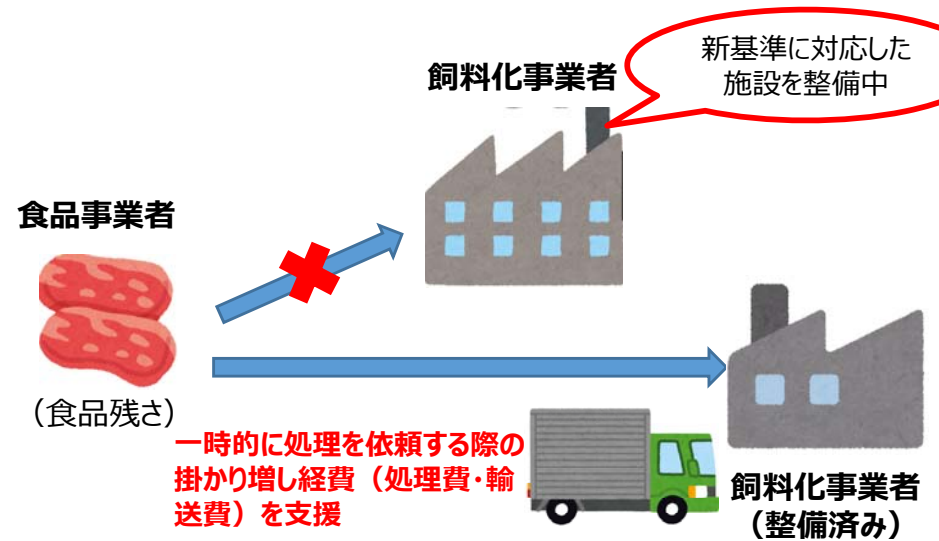 新基準に対応した
施設を整備中
飼料化事業者
食品事業者
（食品残さ）
一時的に処理を依頼する際の
掛かり増し経費（処理費・輸
送費）を支援
飼料化事業者
（整備済み）